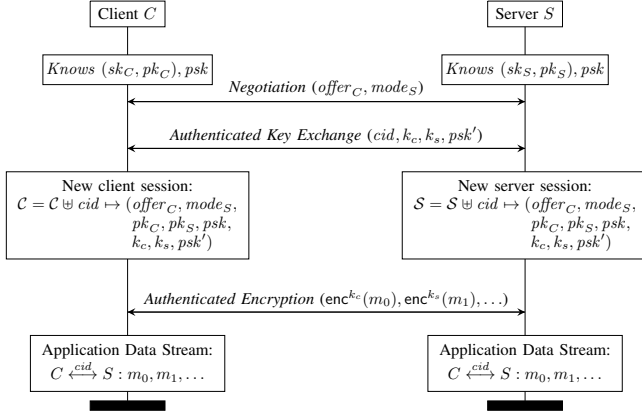 Client C
Server S
Knows (sk_C, pk_C), psk
Knows (sk_S, pk_S), psk
Negotiation (offer_C, mode_S)
Authenticated Key Exchange (cid, k_c, k_s, psk′)
New client session:
𝒞 = 𝒞 ⊎ cid ↦ (offer_C, mode_S,
pk_C, pk_S, psk,
k_c, k_s, psk′)
New server session:
𝒮 = 𝒮 ⊎ cid ↦ (offer_C, mode_S,
pk_C, pk_S, psk,
k_c, k_s, psk′)
Authenticated Encryption (enc^{k_c}(m_0), enc^{k_s}(m_1), . . .)
Application Data Stream:
C ⟷^{cid} S : m_0, m_1, . . .
Application Data Stream:
C ⟷^{cid} S : m_0, m_1, . . .